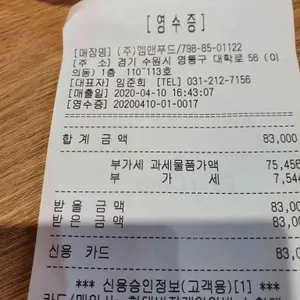 [영수증]
[매장명] (주)엠맨푸드/798-85-01122
[주 소] 경기 수원시 영통구 대학로 56 (이
의동) 1층 110~113호
[대표자] 임준희 [TEL] 031-212-7156
[매출일] 2020-04-10 16:43:07
[영수증] 20200410-01-0017
합계 금액 83,000
부가세 과세물품가액 75,456
부 가 세 7,544
받을 금액 83,00
받은 금액 83,00
신용 카드 83,0
*** 신용승인정보(고객용)[1] ***